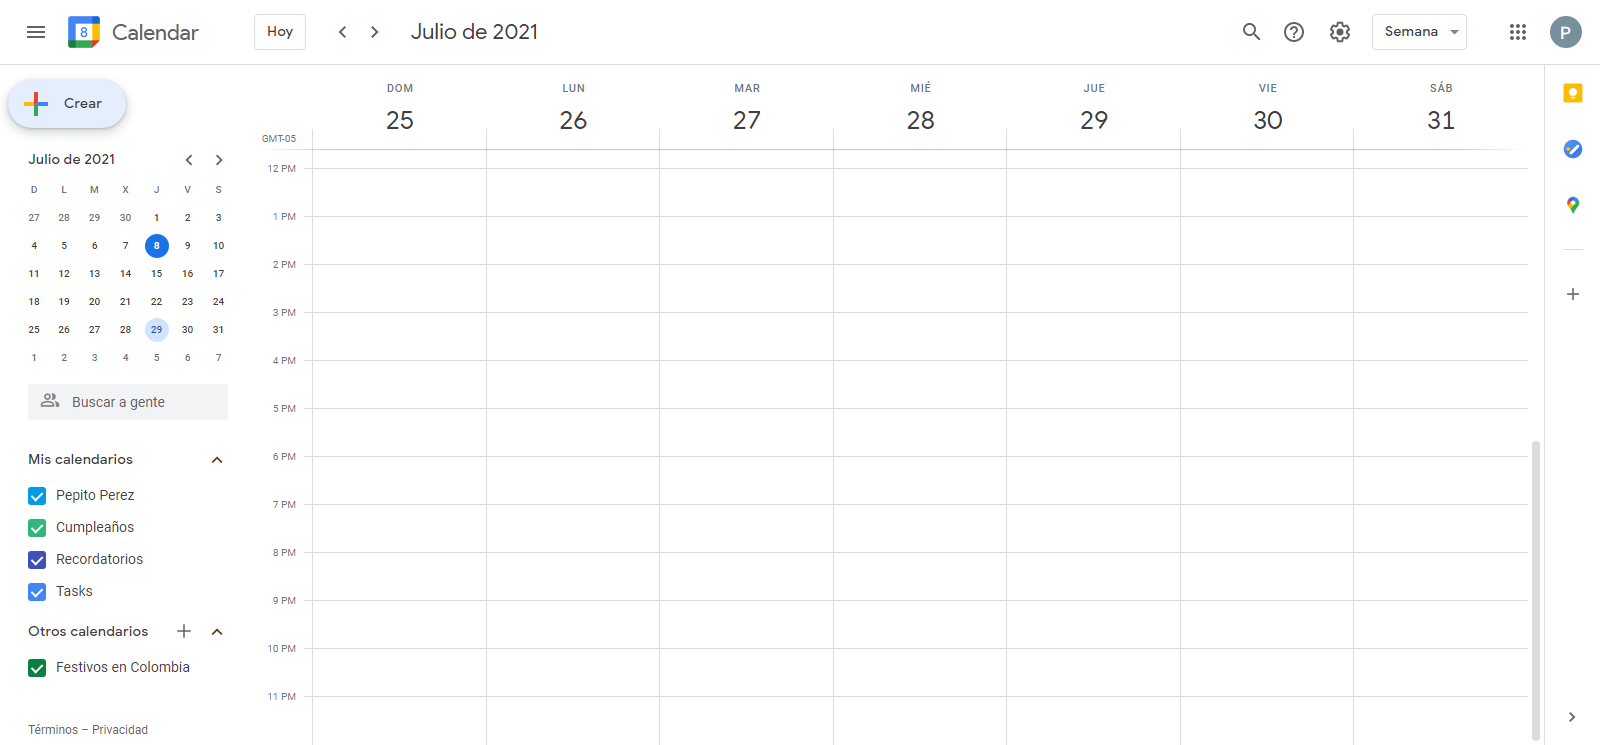 8 Calendar Hoy Julio de 2021 Semana P
Crear
DOM LUN MAR MIÉ JUE VIE SÁB
25 26 27 28 29 30 31
GMT-05
Julio de 2021
D L M X J V S
27 28 29 30 1 2 3
4 5 6 7 8 9 10
11 12 13 14 15 16 17
18 19 20 21 22 23 24
25 26 27 28 29 30 31
1 2 3 4 5 6 7
Buscar a gente
Mis calendarios
Pepito Perez
Cumpleaños
Recordatorios
Tasks
Otros calendarios
Festivos en Colombia
Términos – Privacidad
12 PM
1 PM
2 PM
3 PM
4 PM
5 PM
6 PM
7 PM
8 PM
9 PM
10 PM
11 PM